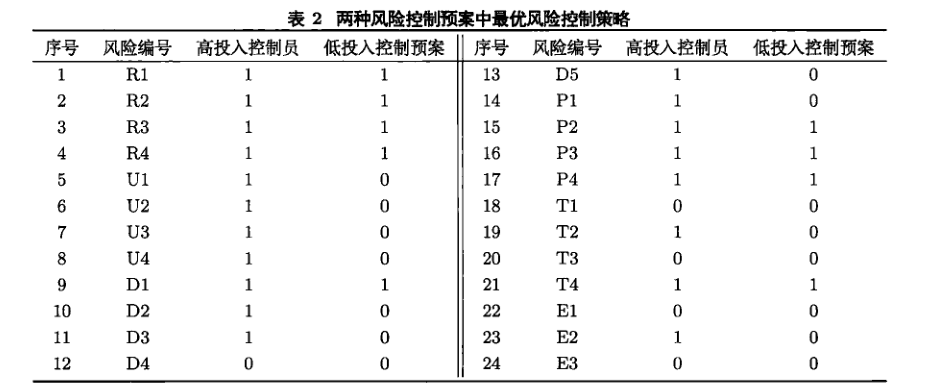 表 2 两种风险控制预案中最优风险控制策略
序号 风险编号 高投入控制员 低投入控制预案 序号 风险编号 高投入控制员 低投入控制预案
1 R1 1 1 13 D5 1 0
2 R2 1 1 14 P1 1 0
3 R3 1 1 15 P2 1 1
4 R4 1 1 16 P3 1 1
5 U1 1 0 17 P4 1 1
6 U2 1 0 18 T1 0 0
7 U3 1 0 19 T2 1 0
8 U4 1 0 20 T3 0 0
9 D1 1 1 21 T4 1 1
10 D2 1 0 22 E1 0 0
11 D3 1 0 23 E2 1 0
12 D4 0 0 24 E3 0 0